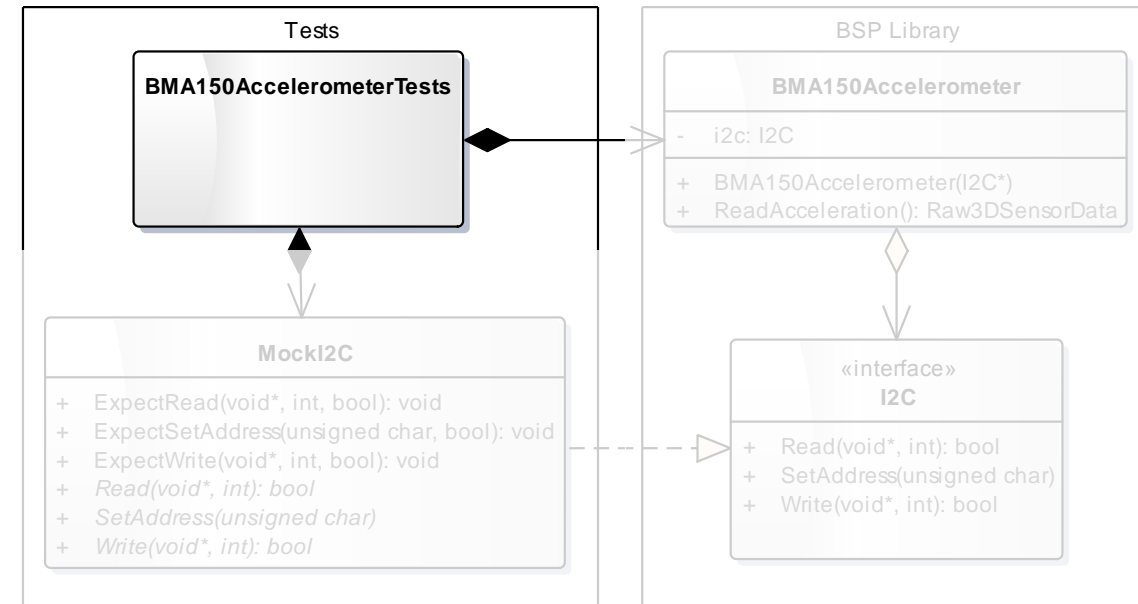 Tests
BMA150AccelerometerTests
MockI2C
+ ExpectRead(void*, int, bool): void
+ ExpectSetAddress(unsigned char, bool): void
+ ExpectWrite(void*, int, bool): void
+ Read(void*, int): bool
+ SetAddress(unsigned char)
+ Write(void*, int): bool
BSP Library
BMA150Accelerometer
- i2c: I2C
+ BMA150Accelerometer(I2C*)
+ ReadAcceleration(): Raw3DSensorData
«interface»
I2C
+ Read(void*, int): bool
+ SetAddress(unsigned char)
+ Write(void*, int): bool